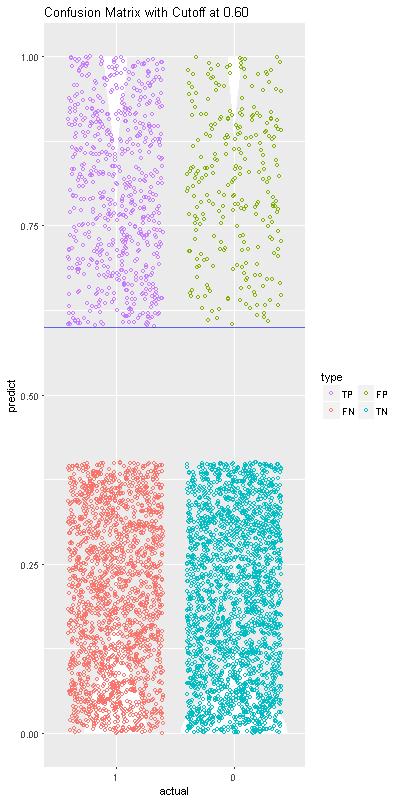 Confusion Matrix with Cutoff at 0.60
1.00
0.75
0.50
0.25
0.00
predict
1 0
actual
type
TP FP
FN TN